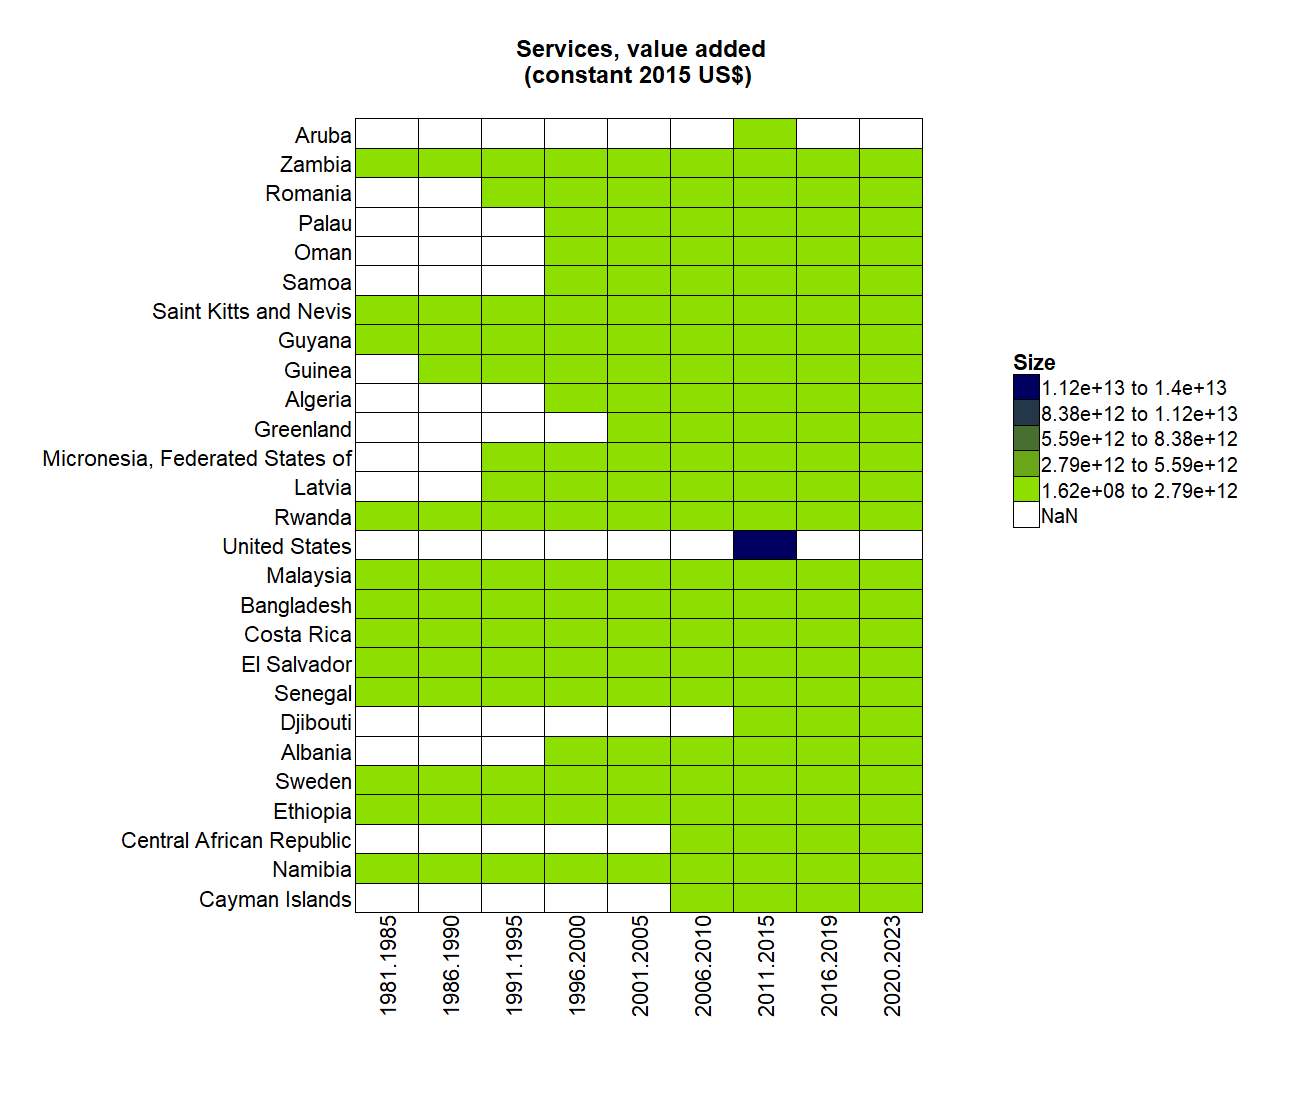 Services, value added
(constant 2015 US$)
Aruba
Zambia
Romania
Palau
Oman
Samoa
Saint Kitts and Nevis
Guyana
Guinea
Algeria
Greenland
Micronesia, Federated States of
Latvia
Rwanda
United States
Malaysia
Bangladesh
Costa Rica
El Salvador
Senegal
Djibouti
Albania
Sweden
Ethiopia
Central African Republic
Namibia
Cayman Islands
1981.1985
1986.1990
1991.1995
1996.2000
2001.2005
2006.2010
2011.2015
2016.2019
2020.2023
Size
1.12e+13 to 1.4e+13
8.38e+12 to 1.12e+13
5.59e+12 to 8.38e+12
2.79e+12 to 5.59e+12
1.62e+08 to 2.79e+12
NaN